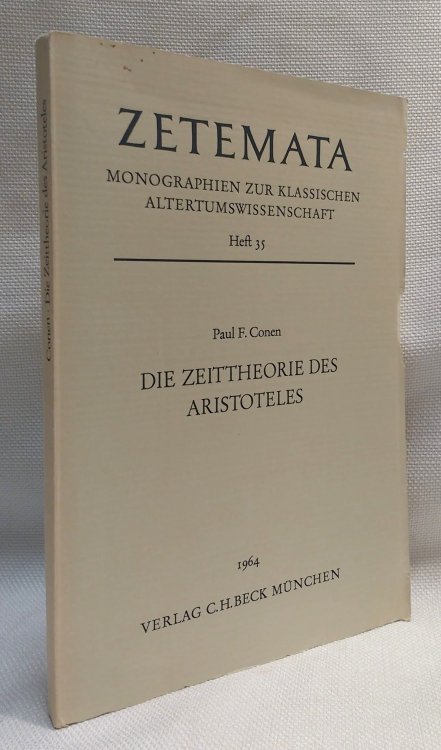 ZETEMATA
MONOGRAPHIEN ZUR KLASSISCHEN
ALTERTUMSWISSENSCHAFT
Heft 35
Paul F. Conen
DIE ZEITTHEORIE DES
ARISTOTELES
1964
VERLAG C.H.BECK MÜNCHEN
Conen · Die Zeittheorie des Aristoteles